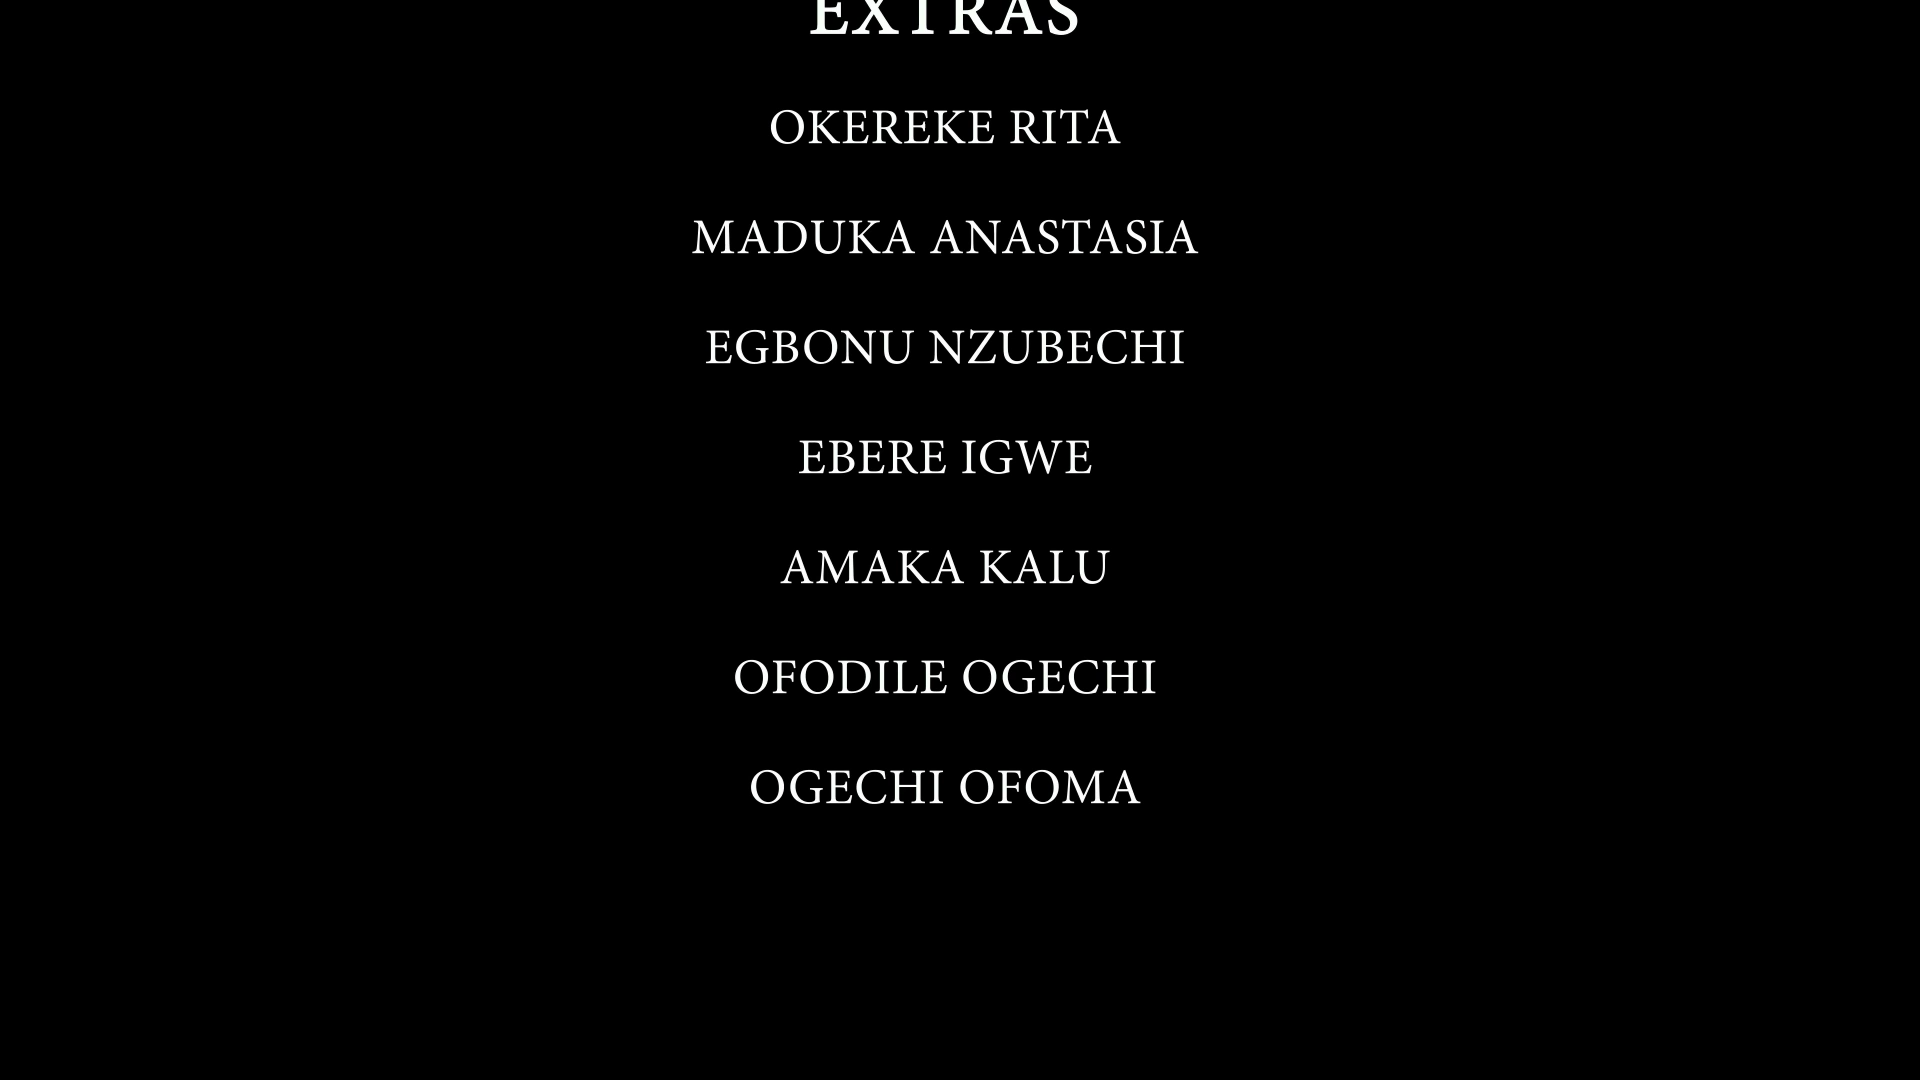 EXTRAS
OKEREKE RITA
MADUKA ANASTASIA
EGBONU NZUBECHI
EBERE IGWE
AMAKA KALU
OFODILE OGECHI
OGECHI OFOMA